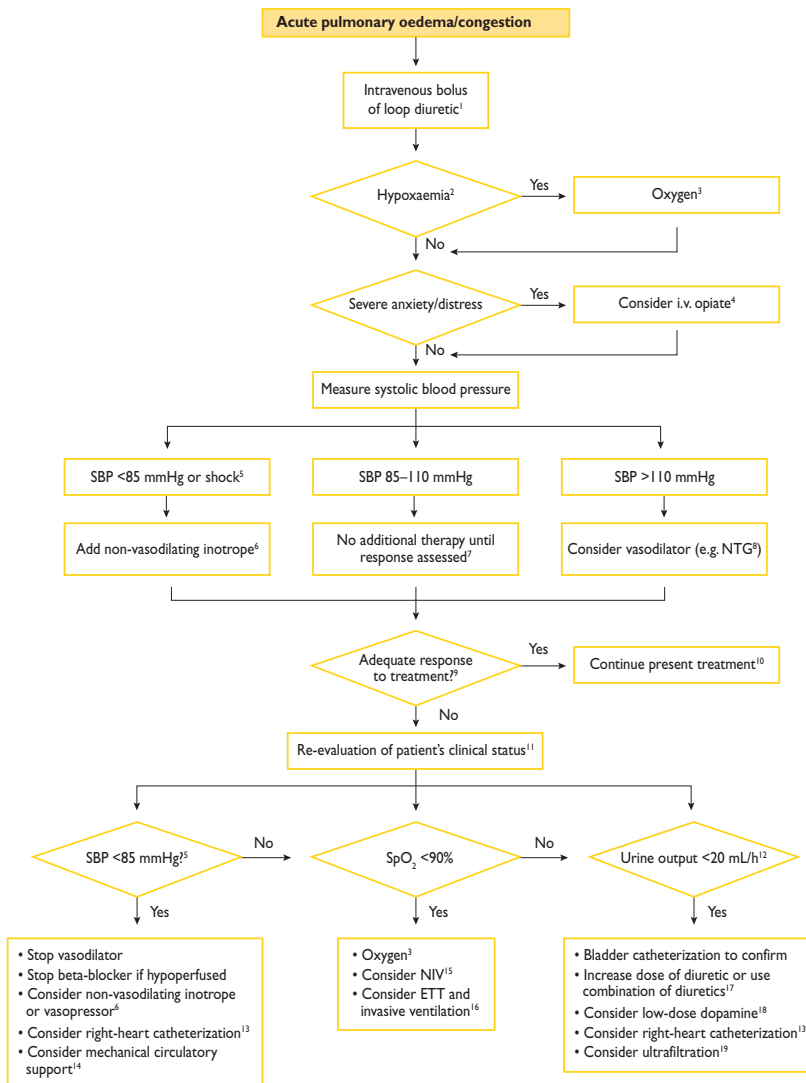 Acute pulmonary oedema/congestion
Intravenous bolus
of loop diuretic¹
Hypoxaemia²
Yes
Oxygen³
No
Severe anxiety/distress
Yes
Consider i.v. opiate⁴
No
Measure systolic blood pressure
SBP <85 mmHg or shock⁵
SBP 85–110 mmHg
SBP >110 mmHg
Add non-vasodilating inotrope⁶
No additional therapy until
response assessed⁷
Consider vasodilator (e.g. NTG⁸)
Adequate response
to treatment?⁹
Yes
Continue present treatment¹⁰
No
Re-evaluation of patient’s clinical status¹¹
SBP <85 mmHg?⁵
No
SpO₂ <90%
No
Urine output <20 mL/h¹²
Yes
Yes
Yes
• Stop vasodilator
• Stop beta-blocker if hypoperfused
• Consider non-vasodilating inotrope
or vasopressor⁶
• Consider right-heart catheterization¹³
• Consider mechanical circulatory
support¹⁴
• Oxygen³
• Consider NIV¹⁵
• Consider ETT and
invasive ventilation¹⁶
• Bladder catheterization to confirm
• Increase dose of diuretic or use
combination of diuretics¹⁷
• Consider low-dose dopamine¹⁸
• Consider right-heart catheterization¹³
• Consider ultrafiltration¹⁹